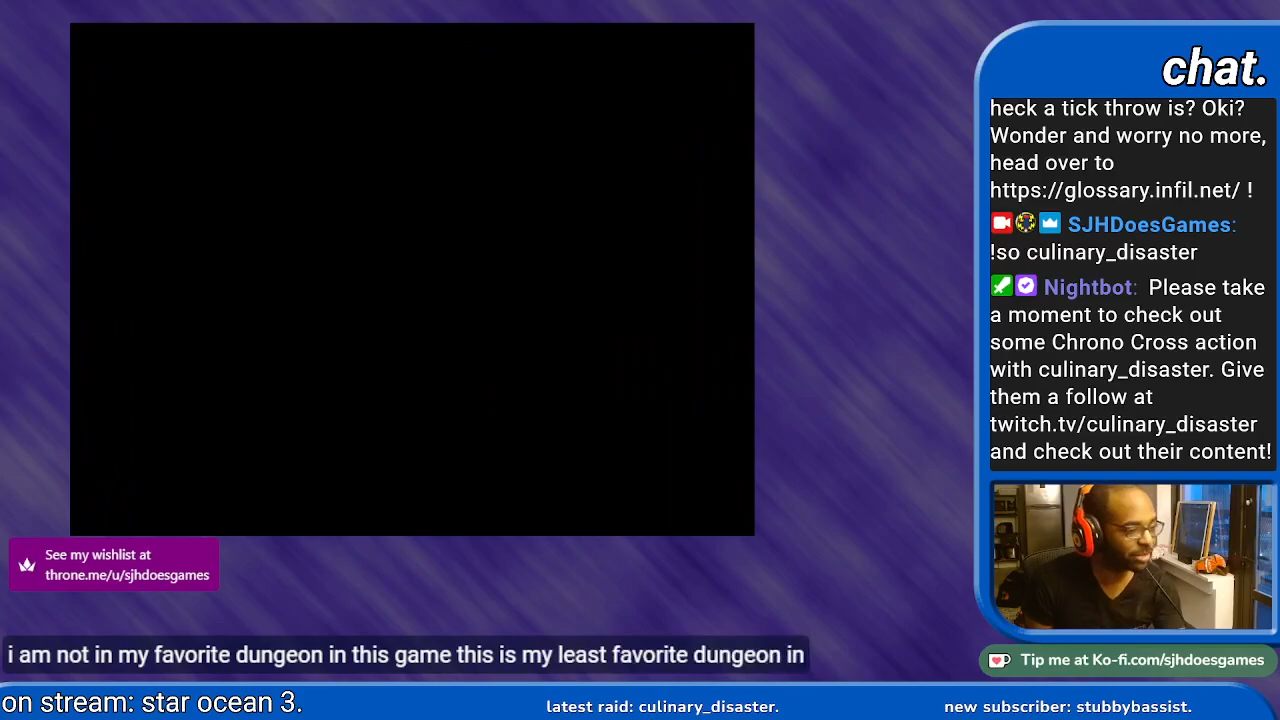 chat.
heck a tick throw is? Oki?
Wonder and worry no more,
head over to
https://glossary.infil.net/ !
SJHDoesGames:
!so culinary_disaster
Nightbot: Please take
a moment to check out
some Chrono Cross action
with culinary_disaster. Give
them a follow at
twitch.tv/culinary_disaster
and check out their content!
See my wishlist at
throne.me/u/sjhdoesgames
i am not in my favorite dungeon in this game this is my least favorite dungeon in
Tip me at Ko-fi.com/sjhdoesgames
on stream: star ocean 3.
latest raid: culinary_disaster.
new subscriber: stubbybassist.